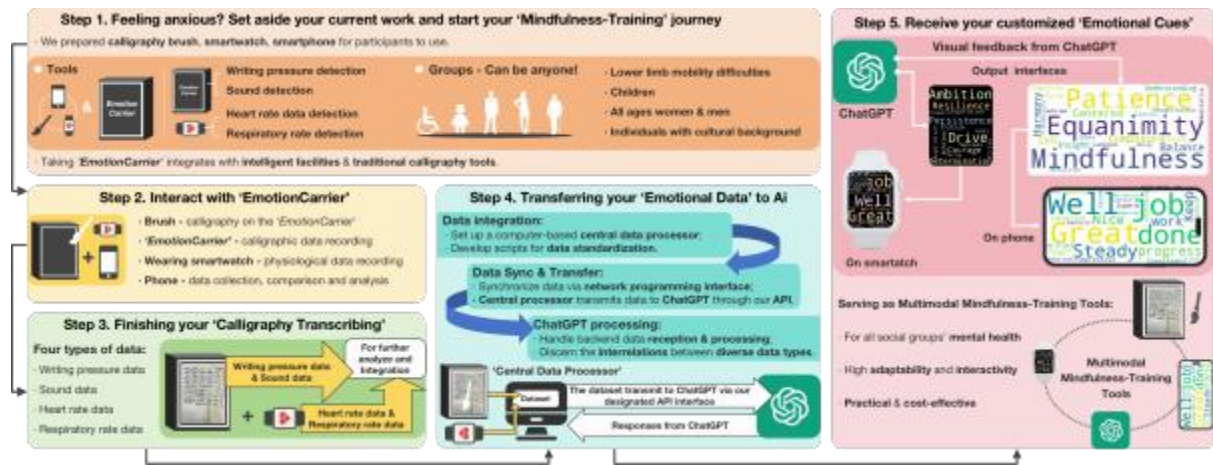 Step 1. Feeling anxious? Set aside your current work and start your 'Mindfulness-Training' journey
- We prepared calligraphy brush, smartwatch, smartphone for participants to use.
Tools
&
Emotion
Carrier
Writing pressure detection
Sound detection
Heart rate data detection
Respiratory rate detection
Groups - Can be anyone!
- Lower limb mobility difficulties
- Children
- All ages women & men
- Individuals with cultural background
- Taking 'EmotionCarrier' integrates with intelligent facilities & traditional calligraphy tools.
Step 2. Interact with 'EmotionCarrier'
- Brush - calligraphy on the 'EmotionCarrier'
- 'EmotionCarrier' - calligraphic data recording
- Wearing smartwatch - physiological data recording
- Phone - data collection, comparison and analysis
+
Step 3. Finishing your 'Calligraphy Transcribing'
Four types of data:
- Writing pressure data
- Sound data
- Heart rate data
- Respiratory rate data
Writing pressure data
& Sound data
For further
analyze and
Integration
+
Heart rate data &
Respiratory rate data
Step 4. Transferring your 'Emotional Data' to Ai
Data integration:
- Set up a computer-based central data processor;
- Develop scripts for data standardization.
Data Sync & Transfer:
- Synchronize data via network programming interface;
- Central processor transmits data to ChatGPT through our API.
ChatGPT processing:
- Handle backend data reception & processing;
- Discern the interrelations between diverse data types.
'Central Data Processor'
Dataset
The dataset transmit to ChatGPT via our
designated API interface
Responses from ChatGPT
Step 5. Receive your customized 'Emotional Cues'
Visual feedback from ChatGPT
Output interfaces
ChatGPT
Ambition
Resilience
Persistence
Drive
Courage
Determination
Patience
Centered
Equanimity
Harmony
Balance
Mindfulness
job
Well
Great
On smartatch
On phone
Well job
Nice
work
keep
Great done
Steady progress
Serving as Multimodal Mindfulness-Training Tools:
- For all social groups' mental health
- High adaptability and interactivity
- Practical & cost-effective
Multimodal
Mindfulness-Training
Tools